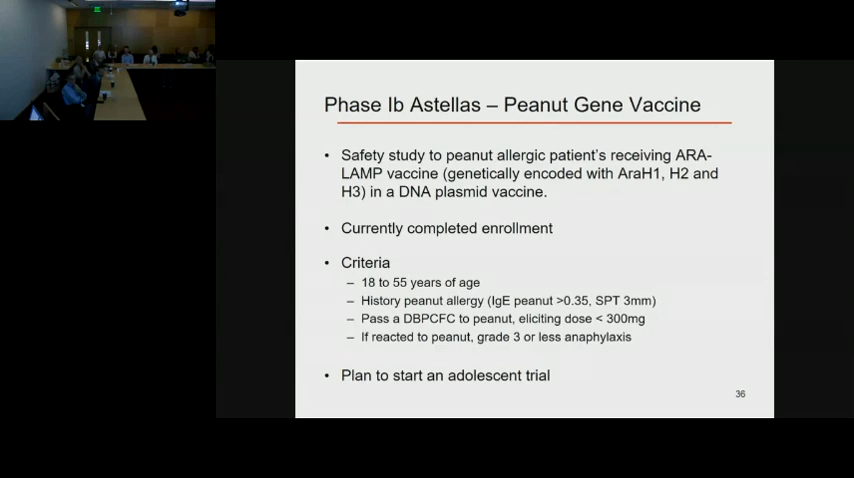 Phase Ib Astellas – Peanut Gene Vaccine
• Safety study to peanut allergic patient's receiving ARA-
LAMP vaccine (genetically encoded with AraH1, H2 and
H3) in a DNA plasmid vaccine.
• Currently completed enrollment
• Criteria
– 18 to 55 years of age
– History peanut allergy (IgE peanut >0.35, SPT 3mm)
– Pass a DBPCFC to peanut, eliciting dose < 300mg
– If reacted to peanut, grade 3 or less anaphylaxis
• Plan to start an adolescent trial
36